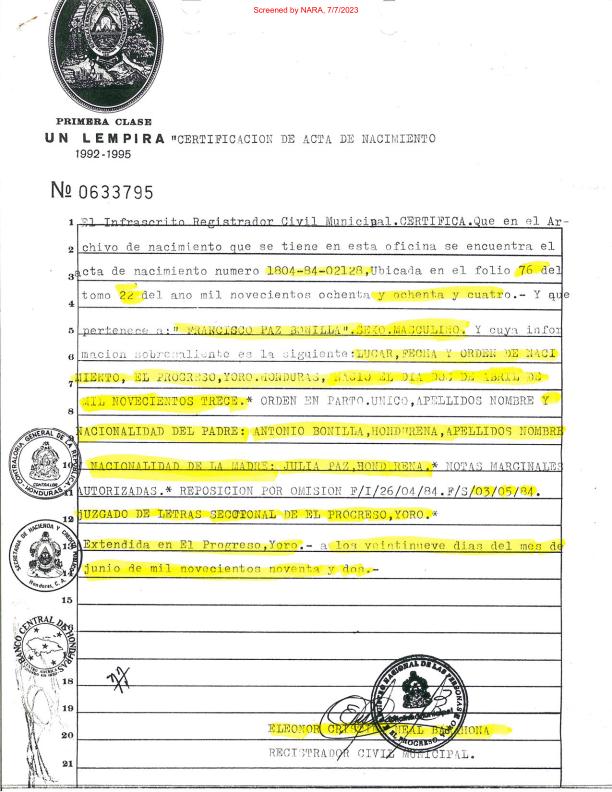 Screened by NARA, 7/7/2023
PRIMERA CLASE
UN LEMPIRA "CERTIFICACION DE ACTA DE NACIMIENTO
1992-1995
Nº 0633795
1 El Infrascrito Registrador Civil Municipal.CERTIFICA.Que en el Ar-
2 chivo de nacimiento que se tiene en esta oficina se encuentra el
3 acta de nacimiento numero 1804-84-02128,Ubicada en el folio 76 del
4 tomo 22 del ano mil novecientos ochenta y ochenta y cuatro.- Y que
5 pertenece a:" FRANCISCO PAZ BONILLA".SEXO.MASCULINO. Y cuya infor
6 macion sobresaliente es la siguiente:LUGAR,FECHA Y ORDEN DE NACI
7 MIENTO, EL PROGRESO,YORO.HONDURAS, NACIO EL DIA DOS DE ABRIL DE
8 MIL NOVECIENTOS TRECE.* ORDEN EN PARTO.UNICO,APELLIDOS NOMBRE Y
9 NACIONALIDAD DEL PADRE: ANTONIO BONILLA,HONDURENA,APELLIDOS NOMBRE
10 NACIONALIDAD DE LA MADRE: JULIA PAZ,HOND RENA.* NOTAS MARGINALES
11 AUTORIZADAS.* REPOSICION POR OMISION F/I/26/04/84.F/S/03/05/84.
12 JUZGADO DE LETRAS SECCIONAL DE EL PROGRESO,YORO.*
13 Extendida en El Progreso,Yoro.- a los veintinueve dias del mes de
14 junio de mil novecientos noventa y dos.-
15
16
17
18
19
20 ELEONOR
REGISTRADOR CIVIL MUNICIPAL.
21
CONTRALORIA GENERAL DE LA REPUBLICA
HONDURAS
SECRETARIA DE HACIENDA Y CREDITO PUBLICO
Honduras, C. A.
BANCO CENTRAL DE HONDURAS
REGISTRO NACIONAL DE LAS PERSONAS
EL PROGRESO, YORO